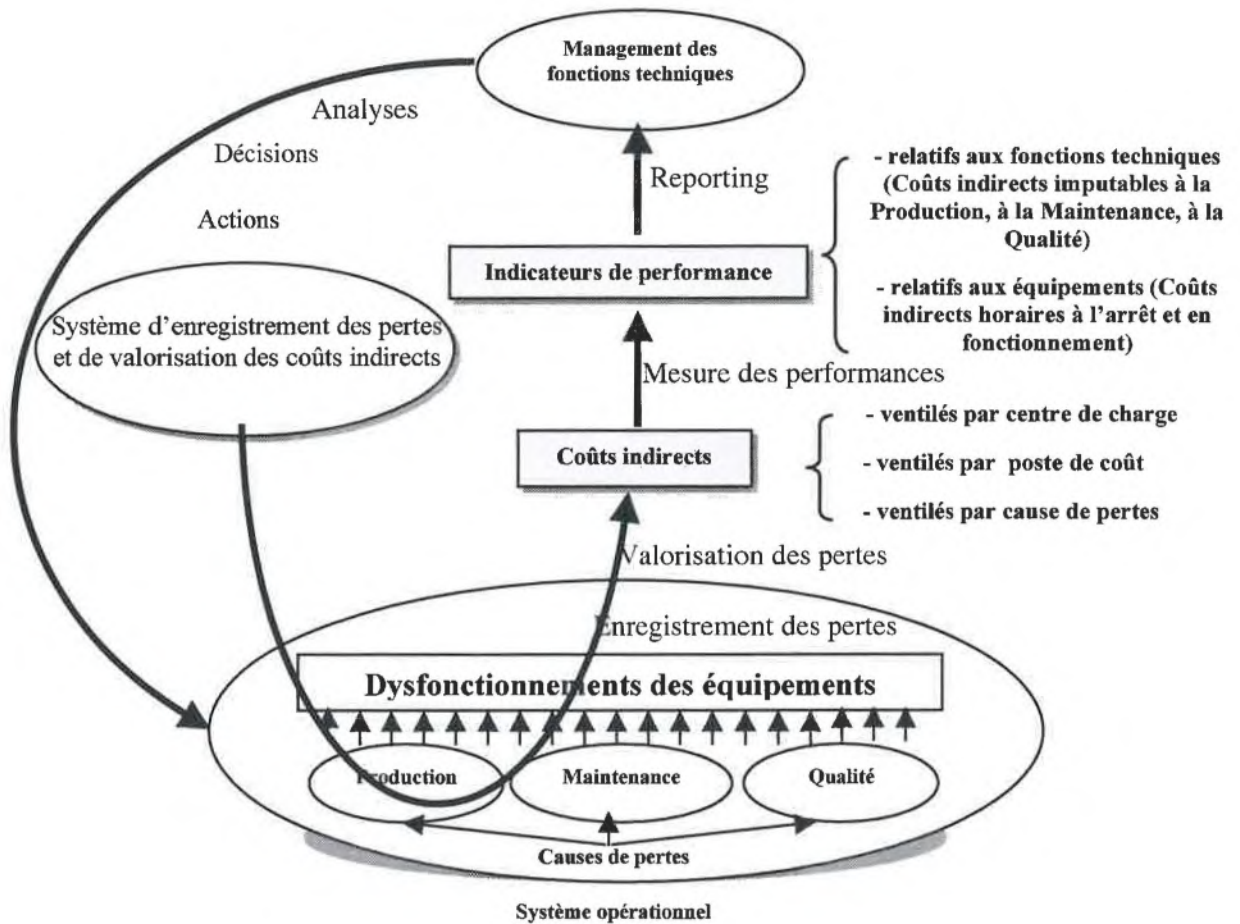 Management des
fonctions techniques
Analyses
Décisions
Actions
Reporting
- relatifs aux fonctions techniques
(Coûts indirects imputables à la
Production, à la Maintenance, à la
Qualité)
Indicateurs de performance
- relatifs aux équipements (Coûts
indirects horaires à l'arrêt et en
fonctionnement)
Système d'enregistrement des pertes
et de valorisation des coûts indirects
Mesure des performances
- ventilés par centre de charge
Coûts indirects
- ventilés par poste de coût
- ventilés par cause de pertes
Valorisation des pertes
Enregistrement des pertes
Dysfonctionnements des équipements
Production
Maintenance
Qualité
Causes de pertes
Système opérationnel